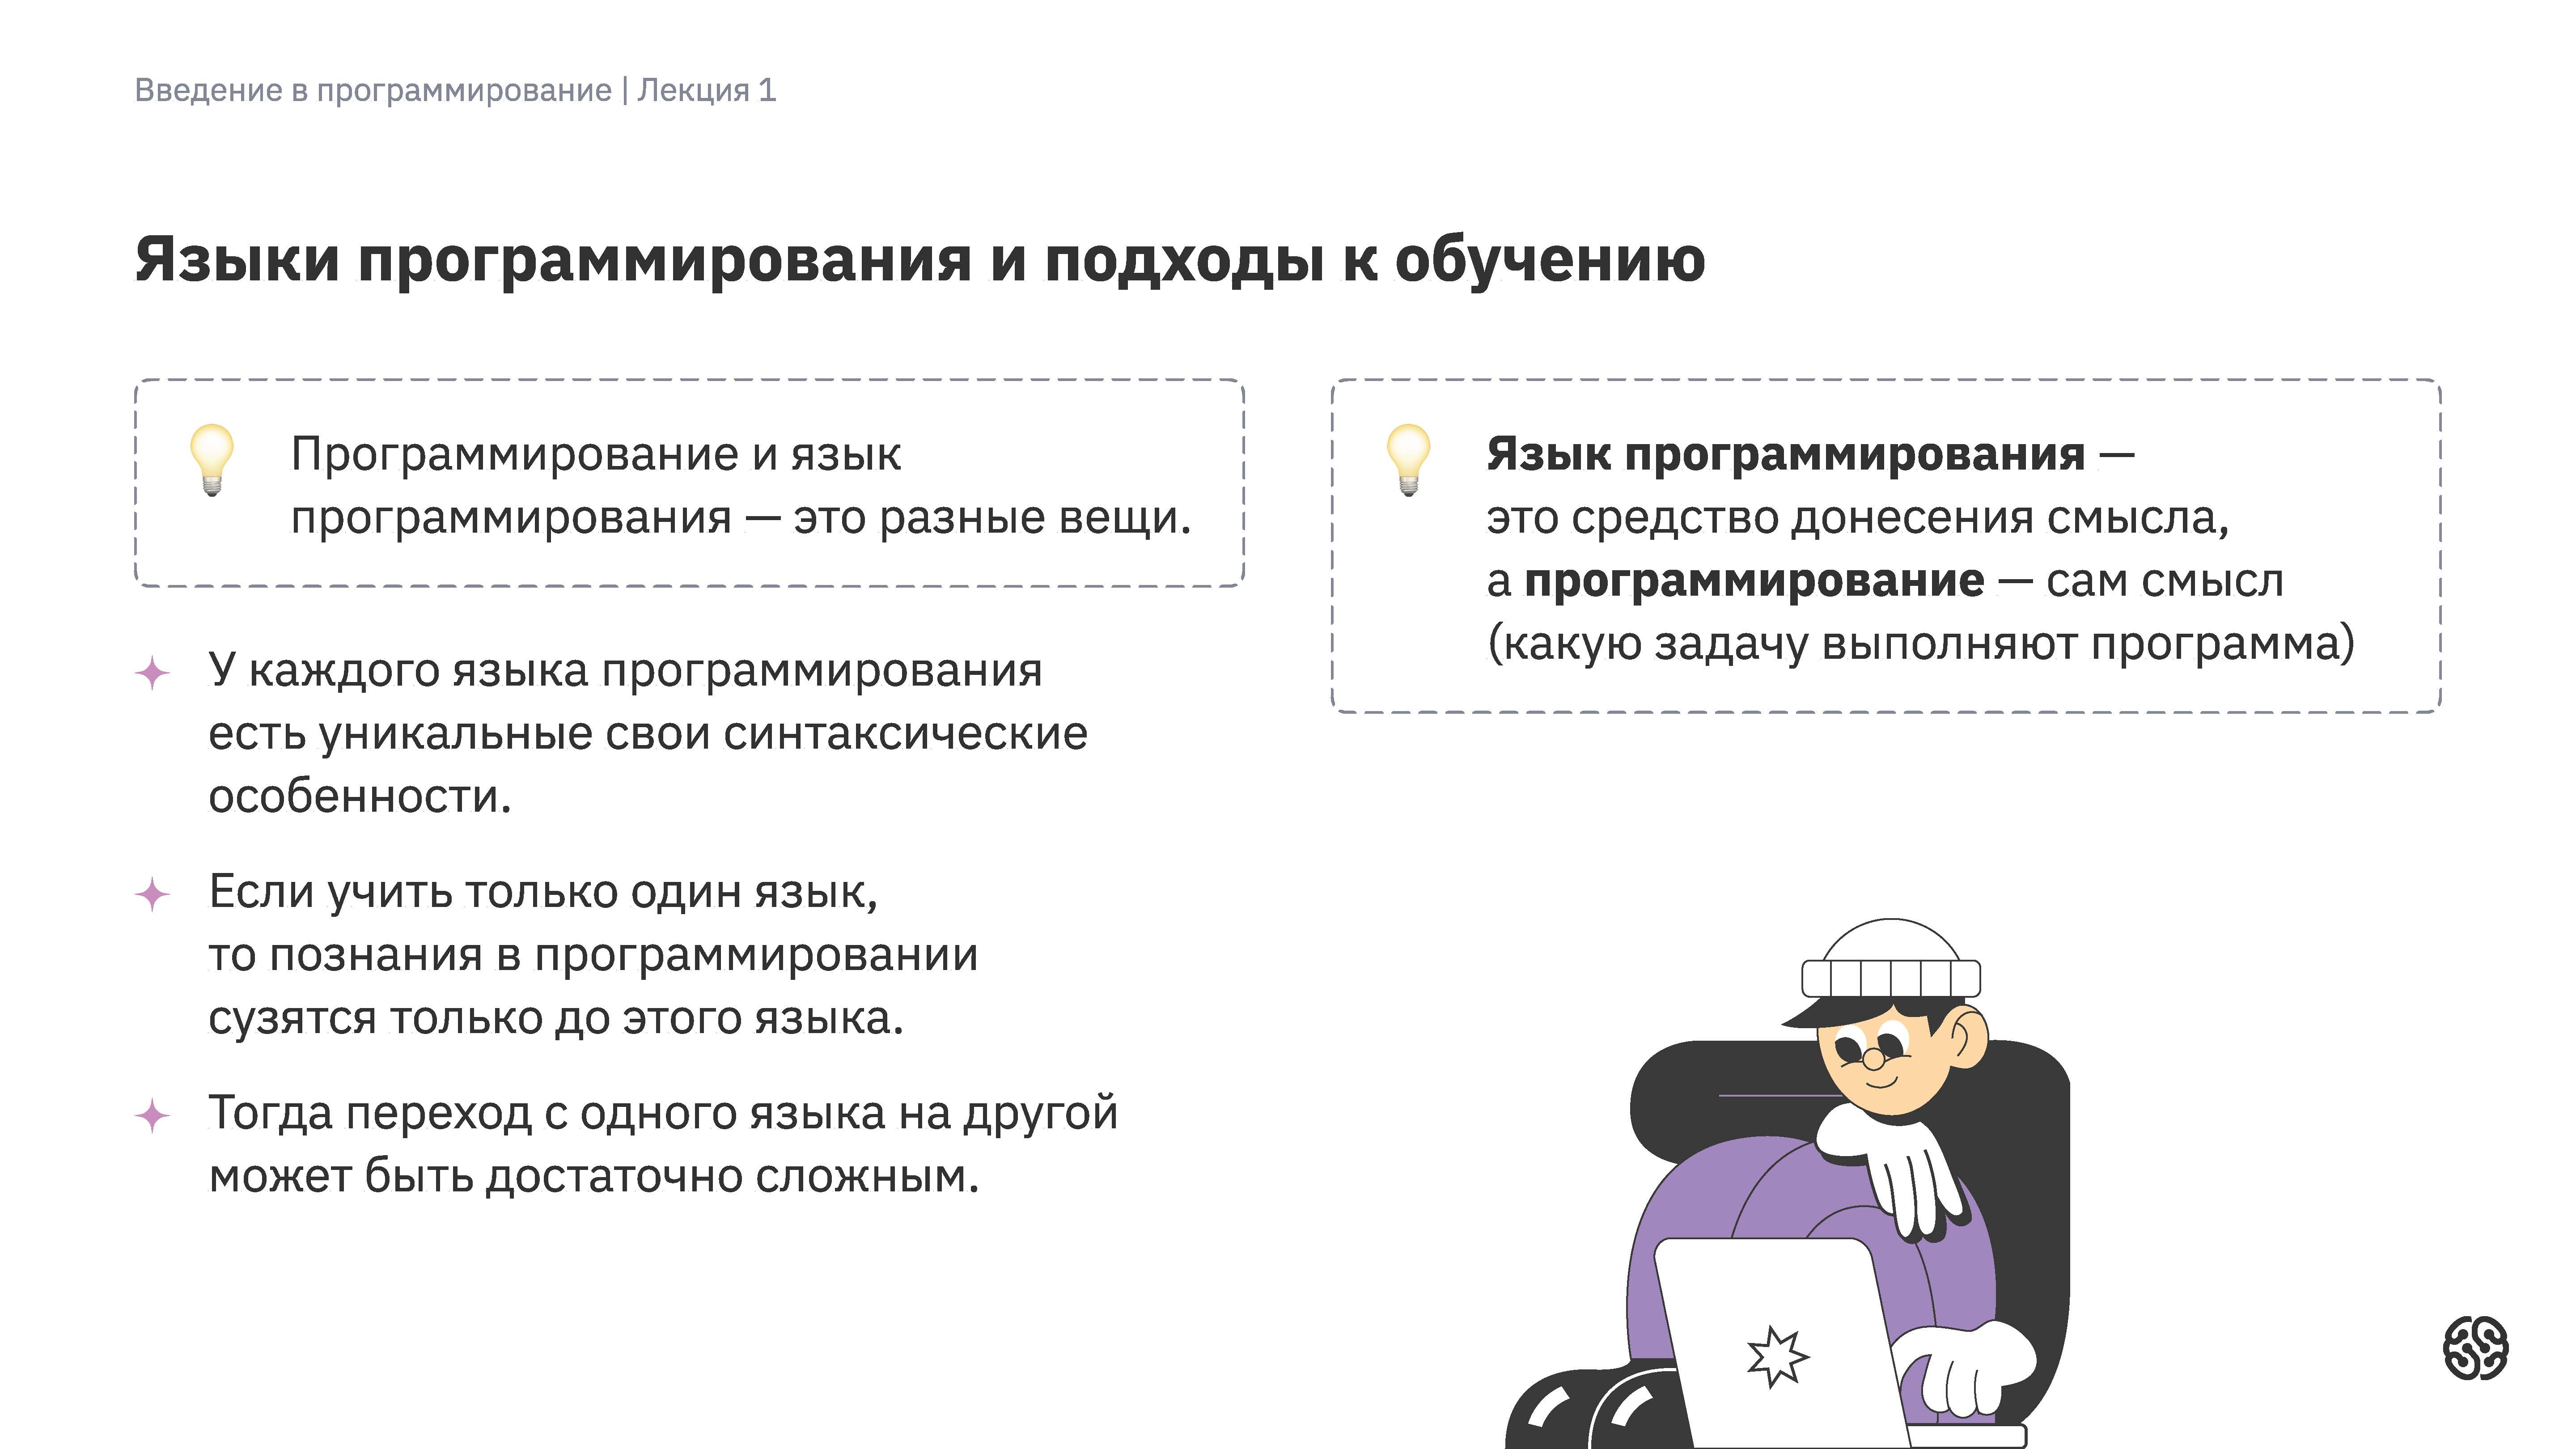 Введение в программирование | Лекция 1
Языки программирования и подходы к обучению
Программирование и язык
программирования — это разные вещи.
У каждого языка программирования
есть уникальные свои синтаксические
особенности.
Если учить только один язык,
то познания в программировании
сузятся только до этого языка.
Тогда переход с одного языка на другой
может быть достаточно сложным.
Язык программирования —
это средство донесения смысла,
а программирование — сам смысл
(какую задачу выполняют программа)